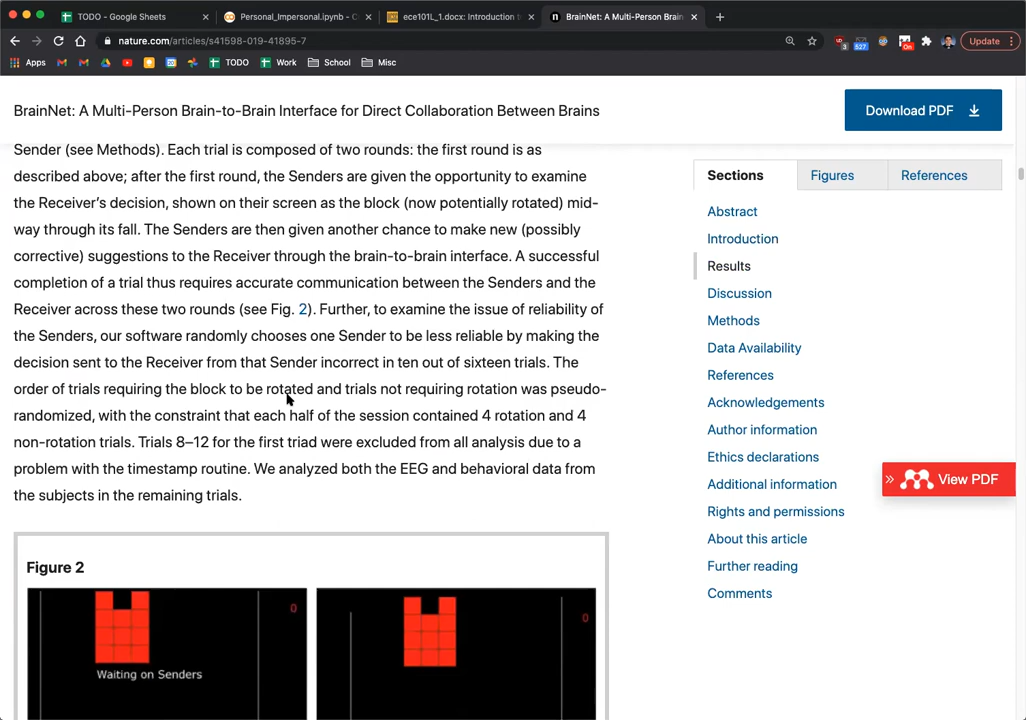 TODO - Google Sheets
Personal_Impersonal.ipynb - C
ece101L_1.docx: Introduction t
BrainNet: A Multi-Person Brain
nature.com/articles/s41598-019-41895-7
3
527
On
Update
Apps
TODO
Work
School
Misc
BrainNet: A Multi-Person Brain-to-Brain Interface for Direct Collaboration Between Brains
Download PDF
Sender (see Methods). Each trial is composed of two rounds: the first round is as
described above; after the first round, the Senders are given the opportunity to examine
the Receiver's decision, shown on their screen as the block (now potentially rotated) mid-
way through its fall. The Senders are then given another chance to make new (possibly
corrective) suggestions to the Receiver through the brain-to-brain interface. A successful
completion of a trial thus requires accurate communication between the Senders and the
Receiver across these two rounds (see Fig. 2). Further, to examine the issue of reliability of
the Senders, our software randomly chooses one Sender to be less reliable by making the
decision sent to the Receiver from that Sender incorrect in ten out of sixteen trials. The
order of trials requiring the block to be rotated and trials not requiring rotation was pseudo-
randomized, with the constraint that each half of the session contained 4 rotation and 4
non-rotation trials. Trials 8–12 for the first triad were excluded from all analysis due to a
problem with the timestamp routine. We analyzed both the EEG and behavioral data from
the subjects in the remaining trials.
Figure 2
0
Waiting on Senders
0
Sections
Figures
References
Abstract
Introduction
Results
Discussion
Methods
Data Availability
References
Acknowledgements
Author information
Ethics declarations
Additional information
Rights and permissions
About this article
Further reading
Comments
View PDF